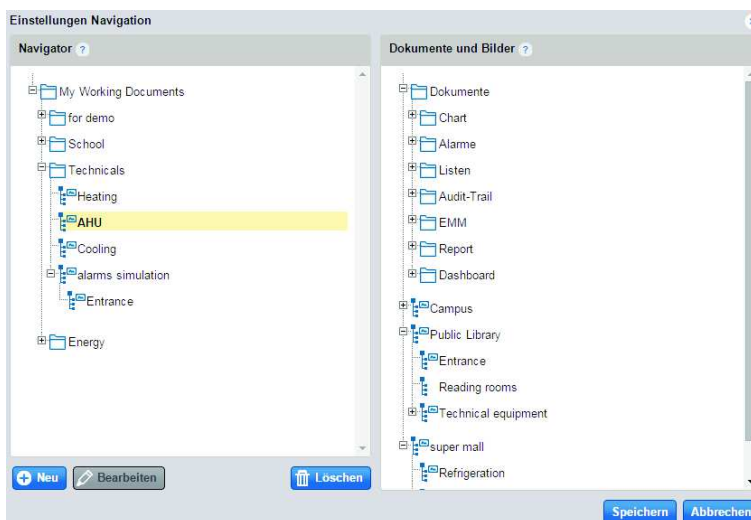 Einstellungen Navigation
Navigator ?
My Working Documents
for demo
School
Technicals
Heating
AHU
Cooling
alarms simulation
Entrance
Energy
Neu
Bearbeiten
Löschen
Dokumente und Bilder ?
Dokumente
Chart
Alarme
Listen
Audit-Trail
EMM
Report
Dashboard
Campus
Public Library
Entrance
Reading rooms
Technical equipment
super mall
Refrigeration
Speichern
Abbrechen